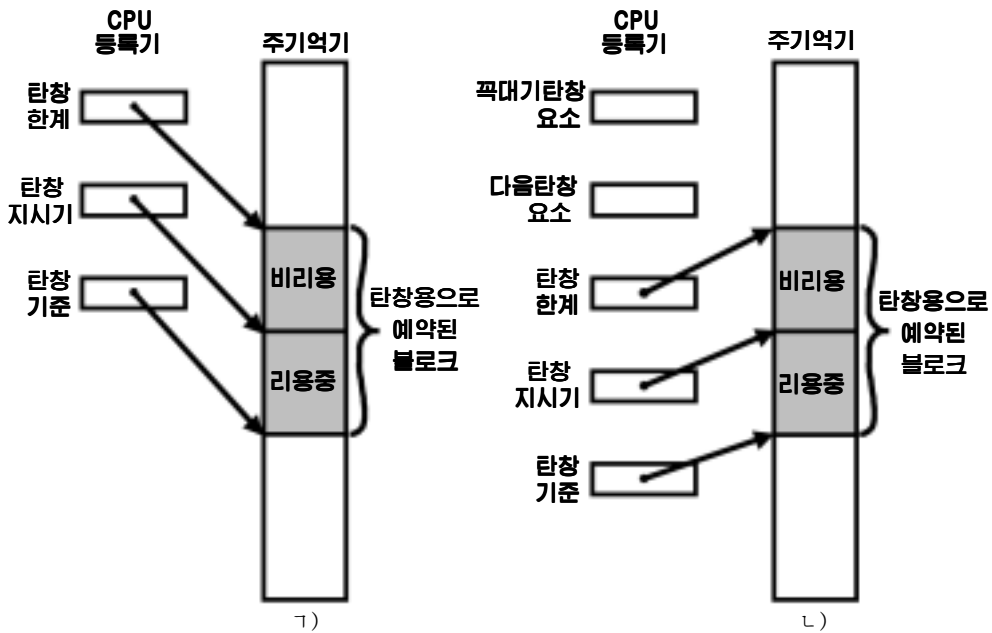 CPU
등록기
주기억기
탄창
한계
탄창
지시기
탄창
기준
비리용
리용중
탄창용으로
예약된
블로크
ㄱ)
CPU
등록기
주기억기
꼭대기탄창
요소
다음탄창
요소
탄창
한계
탄창
지시기
탄창
기준
비리용
리용중
탄창용으로
예약된
블로크
ㄴ)